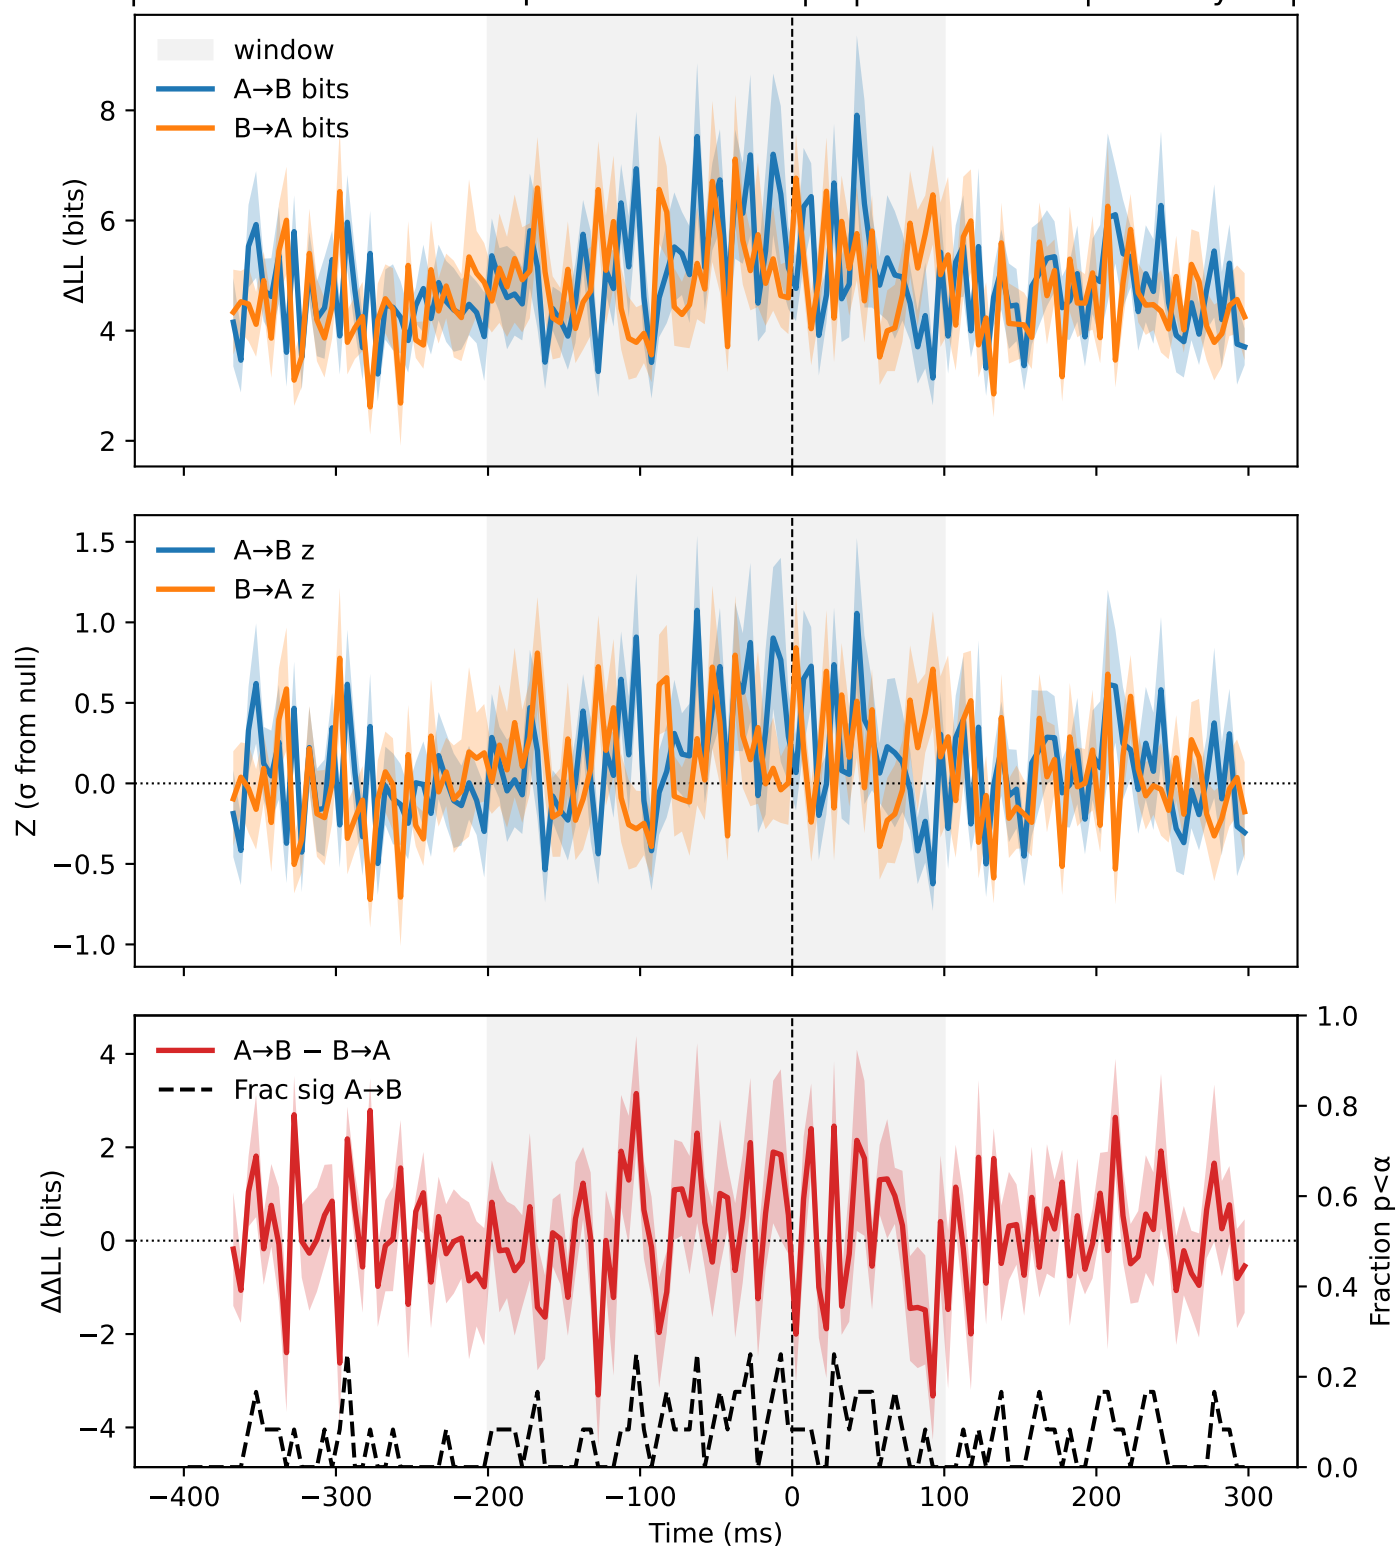 window
A→B bits
B→A bits
ΔLL (bits)
8
6
4
2
A→B z
B→A z
Z (σ from null)
1.5
1.0
0.5
0.0
−0.5
−1.0
A→B − B→A
Frac sig A→B
ΔΔLL (bits)
4
2
0
−2
−4
1.0
0.8
0.6
0.4
0.2
0.0
Fraction p<α
−400 −300 −200 −100 0 100 200 300
Time (ms)